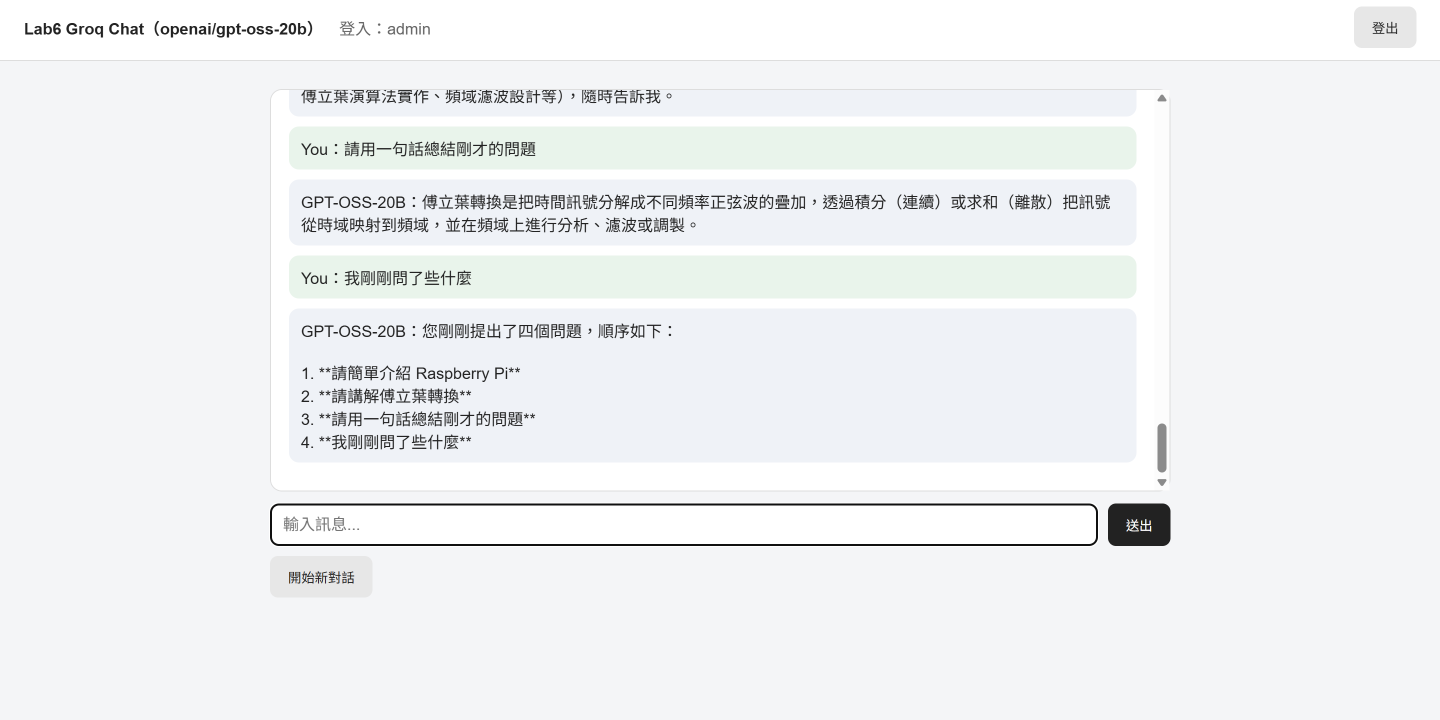 Lab6 Groq Chat（openai/gpt-oss-20b） 登入：admin 登出
傅立葉演算法實作、頻域濾波設計等），隨時告訴我。
You：請用一句話總結剛才的問題
GPT-OSS-20B：傅立葉轉換是把時間訊號分解成不同頻率正弦波的疊加，透過積分（連續）或求和（離散）把訊號
從時域映射到頻域，並在頻域上進行分析、濾波或調製。
You：我剛剛問了些什麼
GPT-OSS-20B：您剛剛提出了四個問題，順序如下：
1. **請簡單介紹 Raspberry Pi**
2. **請講解傅立葉轉換**
3. **請用一句話總結剛才的問題**
4. **我剛剛問了些什麼**
輸入訊息... 送出
開始新對話